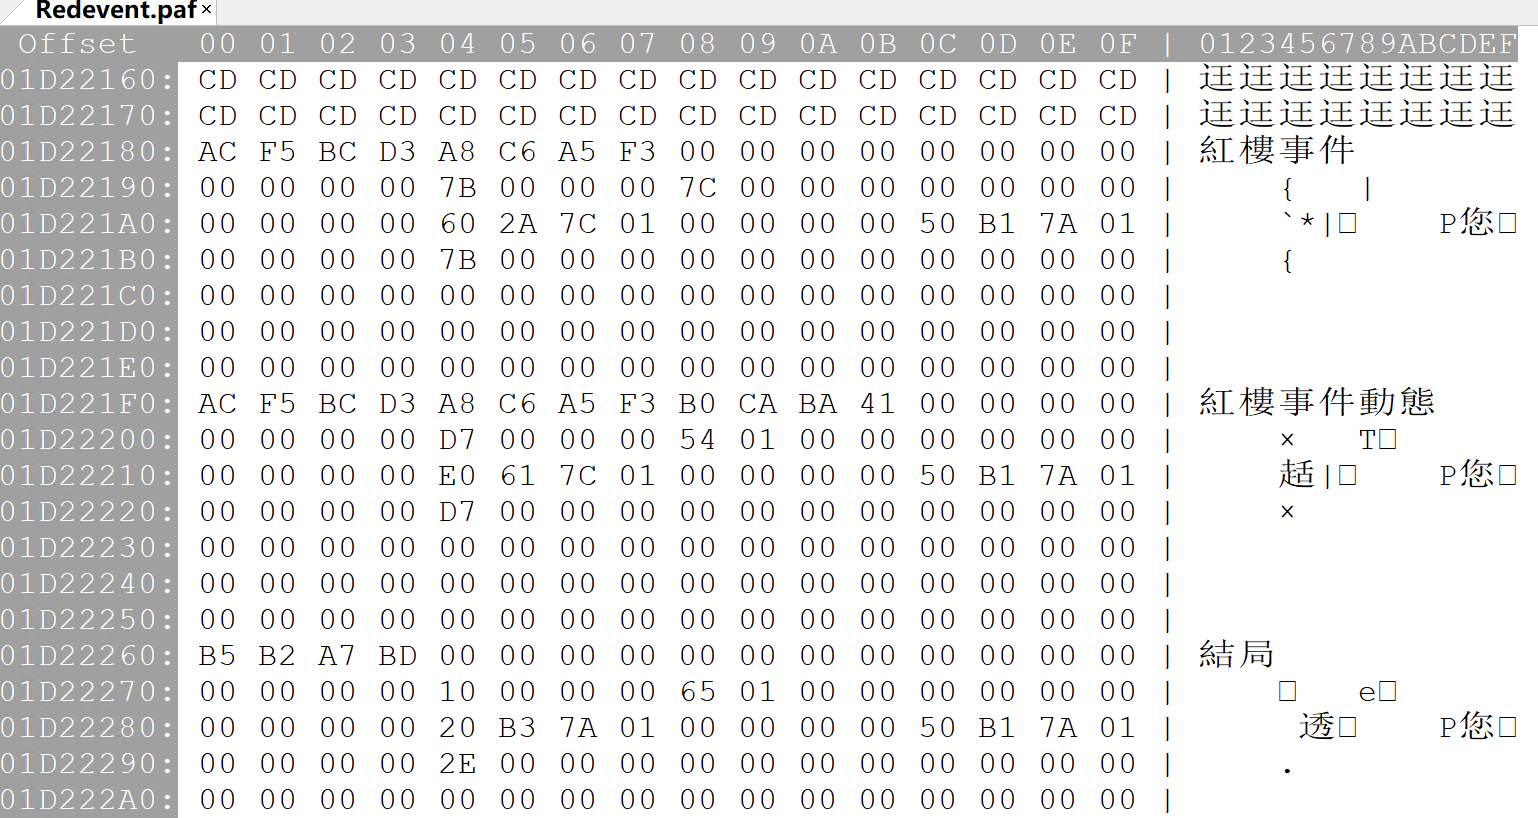 Redevent.paf ×
Offset 00 01 02 03 04 05 06 07 08 09 0A 0B 0C 0D 0E 0F | 0123456789ABCDEF
01D22160: CD CD CD CD CD CD CD CD CD CD CD CD CD CD CD CD | 迋迋迋迋迋迋迋迋
01D22170: CD CD CD CD CD CD CD CD CD CD CD CD CD CD CD CD | 迋迋迋迋迋迋迋迋
01D22180: AC F5 BC D3 A8 C6 A5 F3 00 00 00 00 00 00 00 00 | 紅樓事件
01D22190: 00 00 00 00 7B 00 00 00 7C 00 00 00 00 00 00 00 | { |
01D221A0: 00 00 00 00 60 2A 7C 01 00 00 00 00 50 B1 7A 01 | `*|□ P您□
01D221B0: 00 00 00 00 7B 00 00 00 00 00 00 00 00 00 00 00 | {
01D221C0: 00 00 00 00 00 00 00 00 00 00 00 00 00 00 00 00 |
01D221D0: 00 00 00 00 00 00 00 00 00 00 00 00 00 00 00 00 |
01D221E0: 00 00 00 00 00 00 00 00 00 00 00 00 00 00 00 00 |
01D221F0: AC F5 BC D3 A8 C6 A5 F3 B0 CA BA 41 00 00 00 00 | 紅樓事件動態
01D22200: 00 00 00 00 D7 00 00 00 54 01 00 00 00 00 00 00 | × T□
01D22210: 00 00 00 00 E0 61 7C 01 00 00 00 00 50 B1 7A 01 | 趏|□ P您□
01D22220: 00 00 00 00 D7 00 00 00 00 00 00 00 00 00 00 00 | ×
01D22230: 00 00 00 00 00 00 00 00 00 00 00 00 00 00 00 00 |
01D22240: 00 00 00 00 00 00 00 00 00 00 00 00 00 00 00 00 |
01D22250: 00 00 00 00 00 00 00 00 00 00 00 00 00 00 00 00 |
01D22260: B5 B2 A7 BD 00 00 00 00 00 00 00 00 00 00 00 00 | 結局
01D22270: 00 00 00 00 10 00 00 00 65 01 00 00 00 00 00 00 | □ e□
01D22280: 00 00 00 00 20 B3 7A 01 00 00 00 00 50 B1 7A 01 | 透□ P您□
01D22290: 00 00 00 00 2E 00 00 00 00 00 00 00 00 00 00 00 | .
01D222A0: 00 00 00 00 00 00 00 00 00 00 00 00 00 00 00 00 |